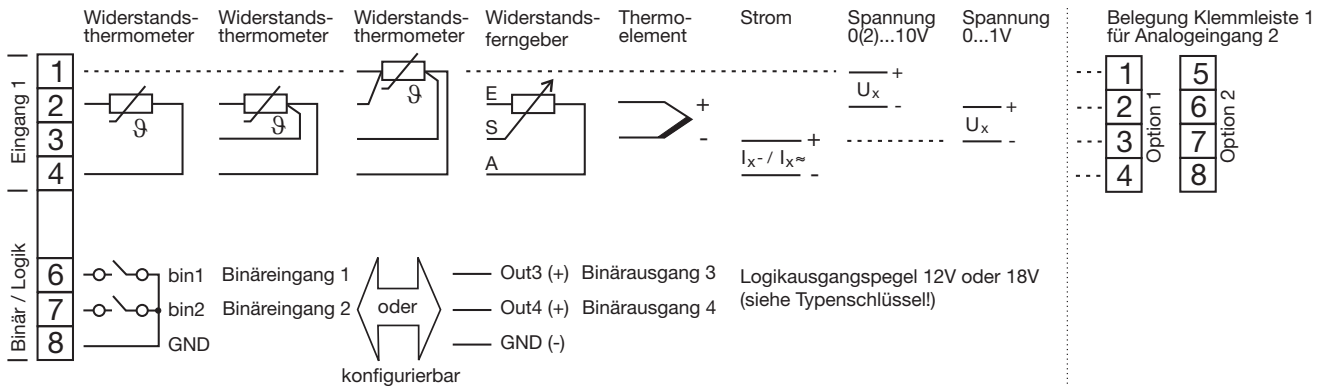 Widerstands-
thermometer
Widerstands-
thermometer
Widerstands-
thermometer
Widerstands-
ferngeber
Thermo-
element
Strom
Spannung
0(2)...10V
Spannung
0...1V
Belegung Klemmleiste 1
für Analogeingang 2
Eingang 1
1
2
3
4
ϑ
ϑ
ϑ
E
S
A
+
-
+
Ix- / Ix≈
-
+
Ux
-
+
Ux
-
1
2
3
4
Option 1
5
6
7
8
Option 2
Binär / Logik
6
7
8
bin1 Binäreingang 1
bin2 Binäreingang 2
GND
oder
konfigurierbar
Out3 (+) Binärausgang 3
Out4 (+) Binärausgang 4
GND (-)
Logikausgangspegel 12V oder 18V
(siehe Typenschlüssel!)